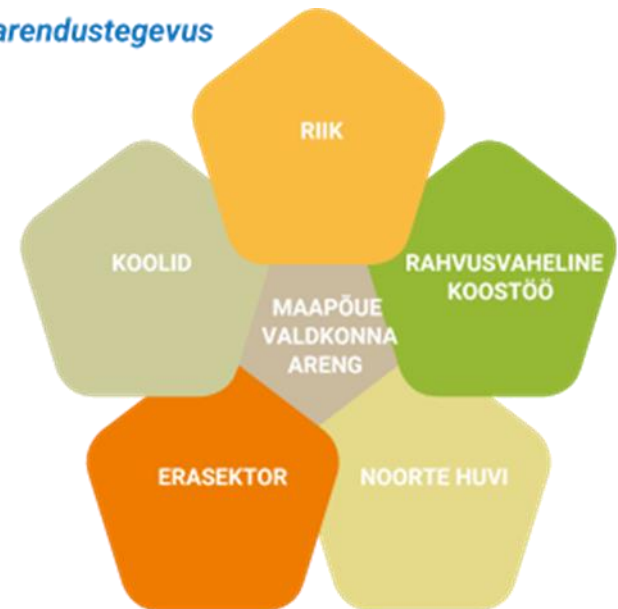 arendustegevus
RIIK
KOOLID
RAHVUSVAHELINE
KOOSTÖÖ
MAAPÕUE
VALDKONNA
ARENG
ERASEKTOR
NOORTE HUVI